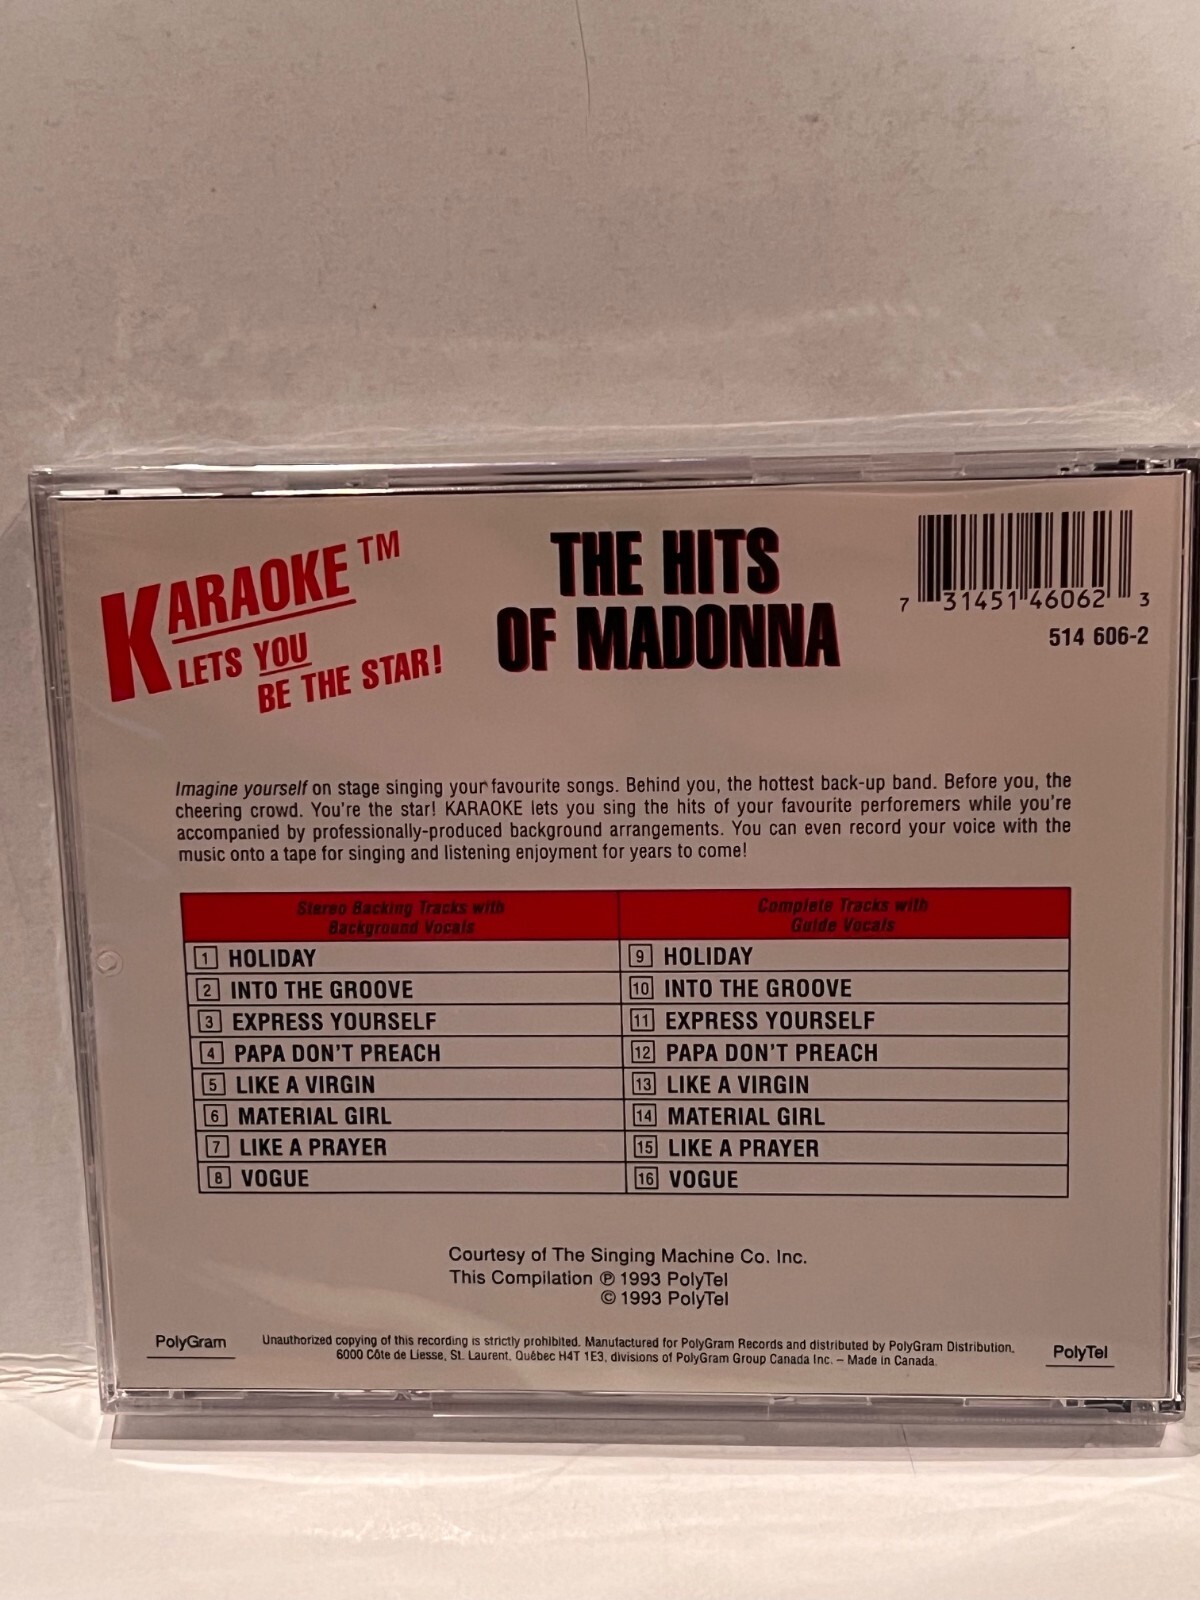 KARAOKE™
LETS YOU
BE THE STAR!
THE HITS
OF MADONNA
7 31451 46062 3
514 606-2
Imagine yourself on stage singing your favourite songs. Behind you, the hottest back-up band. Before you, the
cheering crowd. You're the star! KARAOKE lets you sing the hits of your favourite perforemers while you're
accompanied by professionally-produced background arrangements. You can even record your voice with the
music onto a tape for singing and listening enjoyment for years to come!
Stereo Backing Tracks with
Background Vocals
1 HOLIDAY
2 INTO THE GROOVE
3 EXPRESS YOURSELF
4 PAPA DON'T PREACH
5 LIKE A VIRGIN
6 MATERIAL GIRL
7 LIKE A PRAYER
8 VOGUE
Complete Tracks with
Guide Vocals
9 HOLIDAY
10 INTO THE GROOVE
11 EXPRESS YOURSELF
12 PAPA DON'T PREACH
13 LIKE A VIRGIN
14 MATERIAL GIRL
15 LIKE A PRAYER
16 VOGUE
Courtesy of The Singing Machine Co. Inc.
This Compilation ℗ 1993 PolyTel
© 1993 PolyTel
PolyGram
Unauthorized copying of this recording is strictly prohibited. Manufactured for PolyGram Records and distributed by PolyGram Distribution,
6000 Côte de Liesse, St. Laurent, Québec H4T 1E3, divisions of PolyGram Group Canada Inc. – Made in Canada.
PolyTel